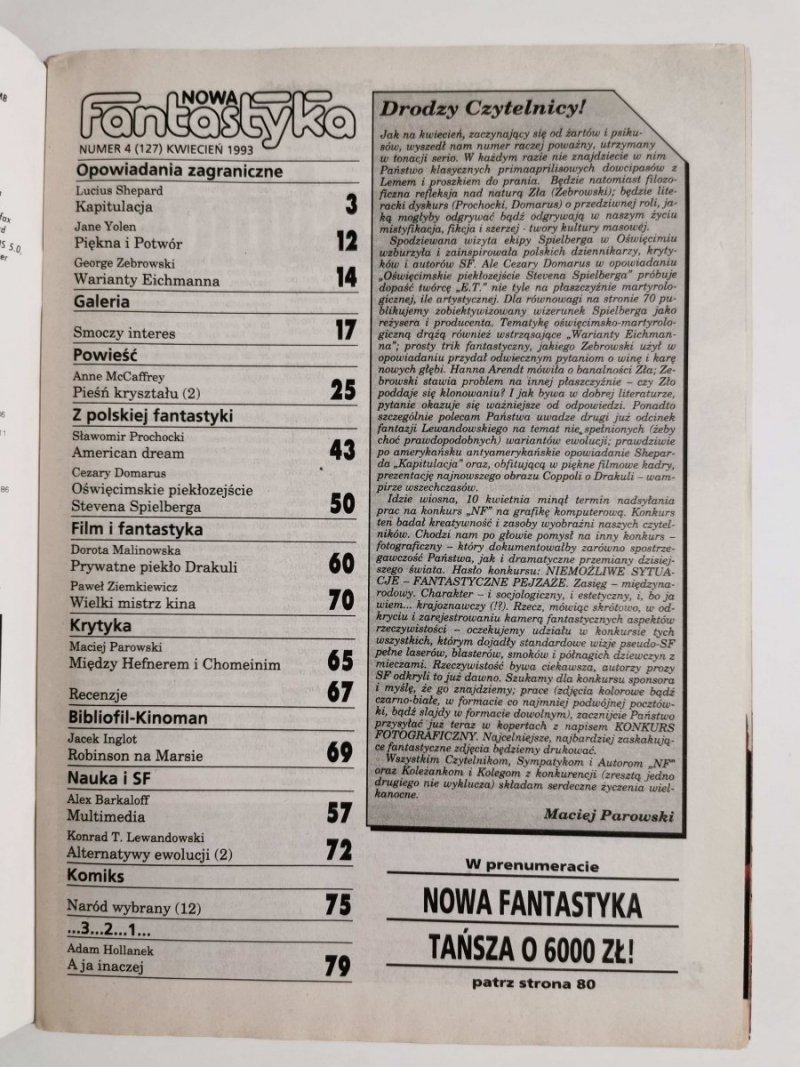 NOWA
Fantastyka
NUMER 4 (127) KWIECIEŃ 1993
Opowiadania zagraniczne
Lucius Shepard
Kapitulacja 3
Jane Yolen
Piękna i Potwór 12
George Zebrowski
Warianty Eichmanna 14
Galeria
Smoczy interes 17
Powieść
Anne McCaffrey
Pieśń kryształu (2) 25
Z polskiej fantastyki
Sławomir Prochocki
American dream 43
Cezary Domarus
Oświęcimskie piekłozejście
Stevena Spielberga 50
Film i fantastyka
Dorota Malinowska
Prywatne piekło Drakuli 60
Paweł Ziemkiewicz
Wielki mistrz kina 70
Krytyka
Maciej Parowski
Między Hefnerem i Chomeinim 65
Recenzje 67
Bibliofil-Kinoman
Jacek Inglot
Robinson na Marsie 69
Nauka i SF
Alex Barkaloff
Multimedia 57
Konrad T. Lewandowski
Alternatywy ewolucji (2) 72
Komiks
Naród wybrany (12) 75
...3...2...1...
Adam Hollanek
A ja inaczej 79
Drodzy Czytelnicy!
Jak na kwiecień, zaczynający się od żartów i psiku-
sów, wyszedł nam numer raczej poważny, utrzymany
w tonacji serio. W każdym razie nie znajdziecie w nim
Państwo klasycznych primaaprilisowych dowcipasów z
Lemem i proszkiem do prania. Będzie natomiast filozo-
ficzna refleksja nad naturą Zła (Zebrowski); będzie lite-
racki dyskurs (Prochocki, Domarus) o przedziwnej roli, ja-
ką mogłyby odgrywać bądź odgrywają w naszym życiu
mistyfikacja, fikcja i szerzej - twory kultury masowej.
Spodziewana wizyta ekipy Spielberga w Oświęcimiu
wzburzyła i zainspirowała polskich dziennikarzy, kryty-
ków i autorów SF. Ale Cezary Domarus w opowiadaniu
„Oświęcimskie piekłozejście Stevena Spielberga" próbuje
dopaść twórcę „E.T." nie tyle na płaszczyźnie martyrolo-
gicznej, ile artystycznej. Dla równowagi na stronie 70 pu-
blikujemy zobiektywizowany wizerunek Spielberga jako
reżysera i producenta. Tematykę oświęcimsko-martyrolo-
giczną drążą również wstrząsające „Warianty Eichman-
na"; prosty trik fantastyczny, jakiego Zebrowski użył w
opowiadaniu przydał odwiecznym pytaniom o winę i karę
nowych głębi. Hanna Arendt mówiła o banalności Zła; Ze-
browski stawia problem na innej płaszczyźnie – czy Zło
poddaje się klonowaniu? I jak bywa w dobrej literaturze,
pytanie okazuje się ważniejsze od odpowiedzi. Ponadto
szczególnie polecam Państwa uwadze drugi już odcinek
fantazji Lewandowskiego na temat nie spełnionych (żeby
choć prawdopodobnych) wariantów ewolucji; prawdziwie
po amerykańsku antyamerykańskie opowiadanie Shepar-
da „Kapitulacja" oraz, obfitującą w piękne filmowe kadry,
prezentację najnowszego obrazu Coppoli o Drakuli – wam-
pirze wszechczasów.
Idzie wiosna, 10 kwietnia minął termin nadsyłania
prac na konkurs „NF" na grafikę komputerową. Konkurs
ten badał kreatywność i zasoby wyobraźni naszych czytel-
ników. Chodzi nam po głowie pomysł na inny konkurs –
fotograficzny – który dokumentowałby zarówno spostrze-
gawczość Państwa, jak i dramatyczne przemiany dzisiej-
szego świata. Hasło konkursu: NIEMOŻLIWE SYTUA-
CJE – FANTASTYCZNE PEJZAŻE. Zasięg – międzyna-
rodowy. Charakter – i socjologiczny, i estetyczny, i, bo ja
wiem... krajoznawczy (!?). Rzecz, mówiąc skrótowo, w od-
kryciu i zarejestrowaniu kamerą fantastycznych aspektów
rzeczywistości – oczekujemy udziału w konkursie tych
wszystkich, którym dojadły standardowe wizje pseudo-SF
pełne laserów, blasterów, smoków i półnagich dziewczyn z
mieczami. Rzeczywistość bywa ciekawsza, autorzy prozy
SF odkryli to już dawno. Szukamy dla konkursu sponsora
i myślę, że go znajdziemy; prace (zdjęcia kolorowe bądź
czarno-białe, w formacie co najmniej podwójnej pocztów-
ki, bądź slajdy w formacie dowolnym), zacznijcie Państwo
przysyłać już teraz w kopertach z napisem KONKURS
FOTOGRAFICZNY. Najcelniejsze, najbardziej zaskakują-
ce fantastyczne zdjęcia będziemy drukować.
Wszystkim Czytelnikom, Sympatykom i Autorom „NF"
oraz Koleżankom i Kolegom z konkurencji (zresztą jedno
drugiego nie wyklucza) składam serdeczne życzenia wiel-
kanocne.
Maciej Parowski
W prenumeracie
NOWA FANTASTYKA
TAŃSZA O 6000 ZŁ!
patrz strona 80